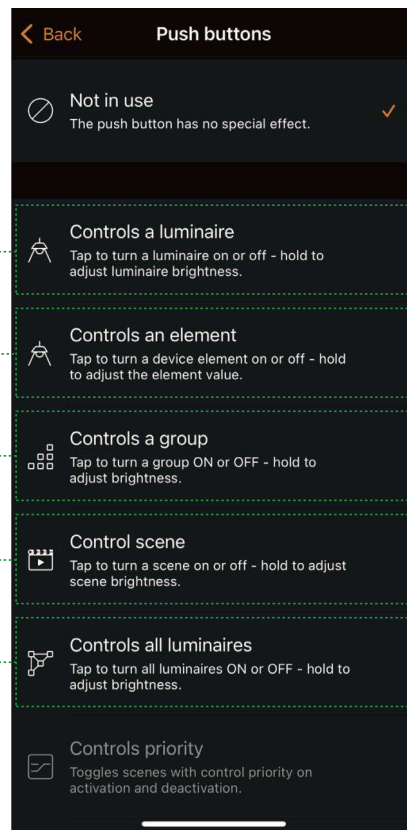 Back
Push buttons
Not in use
The push button has no special effect.
Controls a luminaire
Tap to turn a luminaire on or off - hold to
adjust luminaire brightness.
Controls an element
Tap to turn a device element on or off - hold
to adjust the element value.
Controls a group
Tap to turn a group ON or OFF - hold to
adjust brightness.
Control scene
Tap to turn a scene on or off - hold to adjust
scene brightness.
Controls all luminaires
Tap to turn all luminaires ON or OFF - hold to
adjust brightness.
Controls priority
Toggles scenes with control priority on
activation and deactivation.